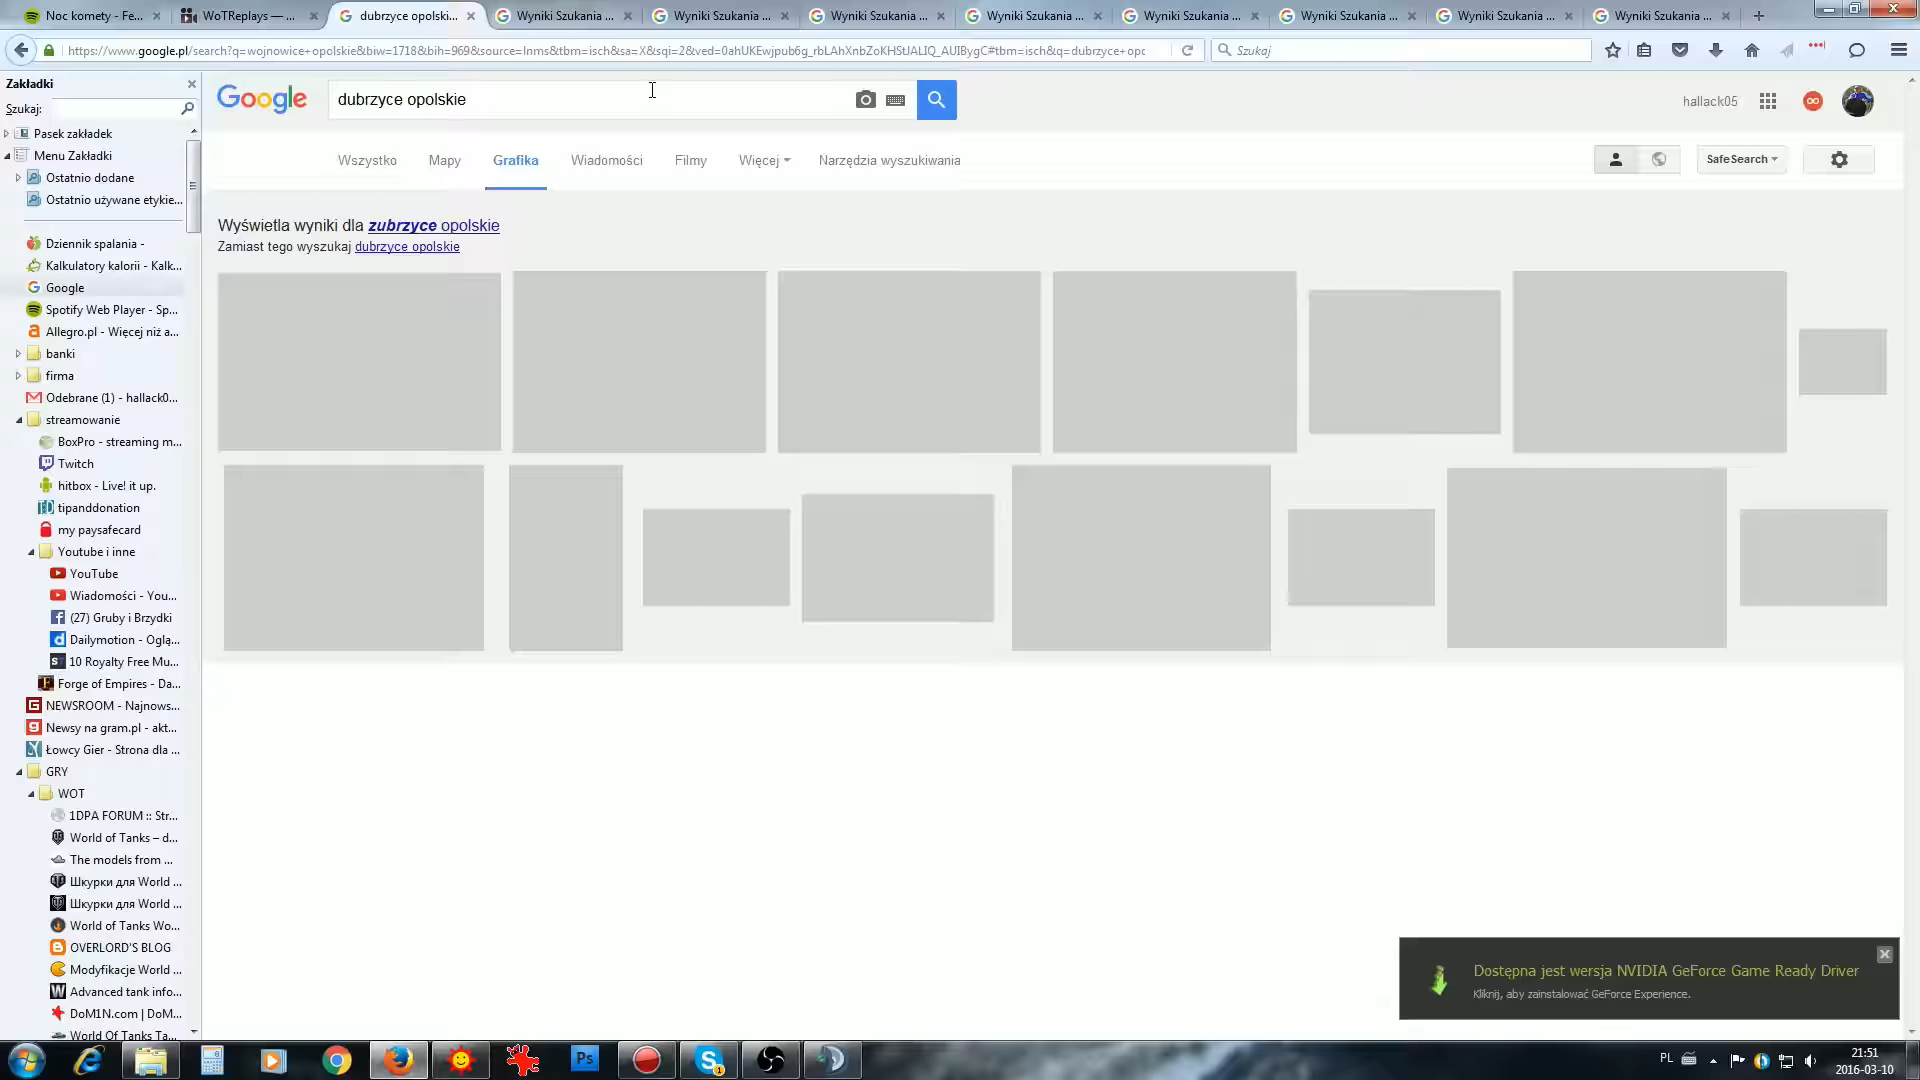 Noc komety - Fe...
WoTReplays — ...
dubrzyce opolski...
Wyniki Szukania ...
Wyniki Szukania ...
Wyniki Szukania ...
Wyniki Szukania ...
Wyniki Szukania ...
Wyniki Szukania ...
Wyniki Szukania ...
Wyniki Szukania ...
https://www.google.pl/search?q=wojnowice+opolskie&biw=1718&bih=969&source=lnms&tbm=isch&sa=X&sqi=2&ved=0ahUKEwjpub6g_rbLAhXnbZoKHStJALIQ_AUIBygC#tbm=isch&q=dubrzyce+opc
Szukaj
Zakładki
Szukaj:
Pasek zakładek
Menu Zakładki
Ostatnio dodane
Ostatnio używane etykie...
Dziennik spalania -
Kalkulatory kalorii - Kalk...
Google
Spotify Web Player - Sp...
Allegro.pl - Więcej niż a...
banki
firma
Odebrane (1) - hallack0...
streamowanie
BoxPro - streaming m...
Twitch
hitbox - Live! it up.
tipanddonation
my paysafecard
Youtube i inne
YouTube
Wiadomości - You...
(27) Gruby i Brzydki
Dailymotion - Oglą...
10 Royalty Free Mu...
Forge of Empires - Da...
NEWSROOM - Najnows...
Newsy na gram.pl - akt...
Łowcy Gier - Strona dla ...
GRY
WOT
1DPA FORUM :: Str...
World of Tanks – d...
The models from ...
Шкурки для World ...
Шкурки для World ...
World of Tanks Wo...
OVERLORD'S BLOG
Modyfikacje World ...
Advanced tank info...
DoM1N.com | DoM...
World Of Tanks Ta...
Google
dubrzyce opolskie
hallack05
Wszystko
Mapy
Grafika
Wiadomości
Filmy
Więcej
Narzędzia wyszukiwania
SafeSearch
Wyświetla wyniki dla zubrzyce opolskie
Zamiast tego wyszukaj dubrzyce opolskie
Dostępna jest wersja NVIDIA GeForce Game Ready Driver
Kliknij, aby zainstalować GeForce Experience.
Ps
PL
21:51
2016-03-10